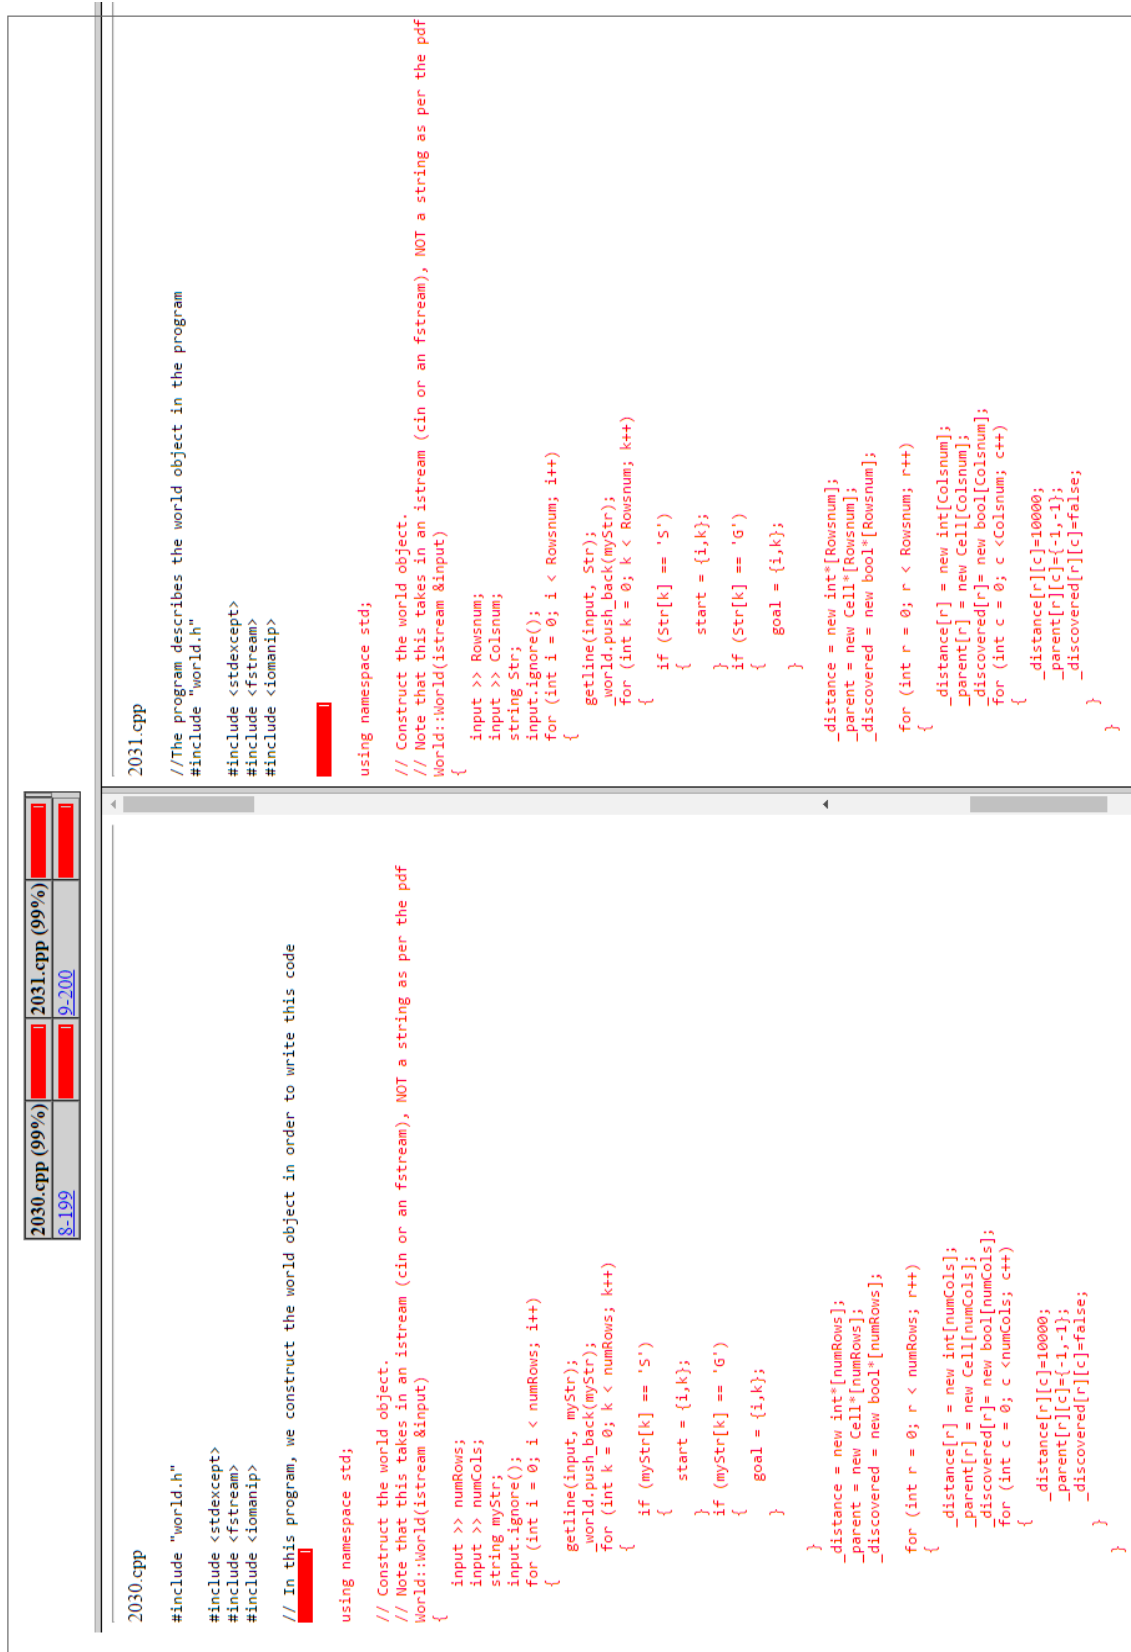 2030.cpp (99%) 2031.cpp (99%)
8-199 9-200
2030.cpp
#include "world.h"
#include <stdexcept>
#include <fstream>
#include <iomanip>
// In this program, we construct the world object in order to write this code
using namespace std;
// Construct the world object.
// Note that this takes in an istream (cin or an fstream), NOT a string as per the pdf
World::World(istream &input)
{
input >> numRows;
input >> numCols;
string myStr;
input.ignore();
for (int i = 0; i < numRows; i++)
{
getline(input, myStr);
_world.push_back(myStr);
for (int k = 0; k < numRows; k++)
{
if (myStr[k] == 'S')
{
start = {i,k};
}
if (myStr[k] == 'G')
{
goal = {i,k};
}
}
_distance = new int*[numRows];
_parent = new Cell*[numRows];
_discovered = new bool*[numRows];
for (int r = 0; r < numRows; r++)
{
_distance[r] = new int[numCols];
_parent[r] = new Cell[numCols];
_discovered[r]= new bool[numCols];
for (int c = 0; c <numCols; c++)
{
_distance[r][c]=10000;
_parent[r][c]={-1,-1};
_discovered[r][c]=false;
}
}
2031.cpp
//The program describes the world object in the program
#include "world.h"
#include <stdexcept>
#include <fstream>
#include <iomanip>
using namespace std;
// Construct the world object.
// Note that this takes in an istream (cin or an fstream), NOT a string as per the pdf
World::World(istream &input)
{
input >> Rowsnum;
input >> Colsnum;
string Str;
input.ignore();
for (int i = 0; i < Rowsnum; i++)
{
getline(input, Str);
_world.push_back(myStr);
for (int k = 0; k < Rowsnum; k++)
{
if (Str[k] == 'S')
{
start = {i,k};
}
if (Str[k] == 'G')
{
goal = {i,k};
}
_distance = new int*[Rowsnum];
_parent = new Cell*[Rowsnum];
_discovered = new bool*[Rowsnum];
for (int r = 0; r < Rowsnum; r++)
{
_distance[r] = new int[Colsnum];
_parent[r] = new Cell[Colsnum];
_discovered[r]= new bool[Colsnum];
for (int c = 0; c <Colsnum; c++)
{
_distance[r][c]=10000;
_parent[r][c]={-1,-1};
_discovered[r][c]=false;
}
}